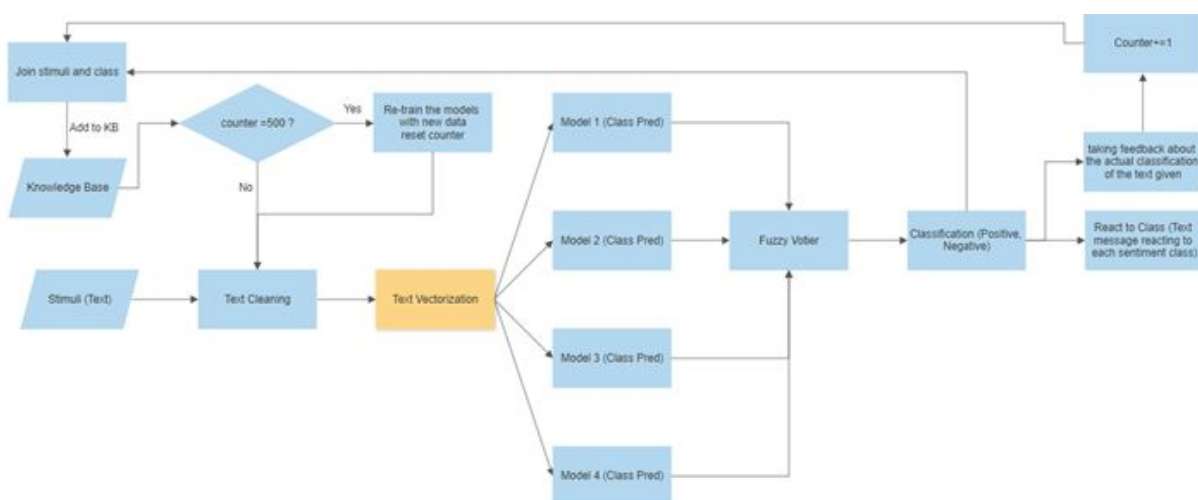 Counter+=1
Join stimuli and class
Add to KB
counter =500 ?
Yes
Re-train the models
with new data
reset counter
No
Knowledge Base
Model 1 (Class Pred)
taking feedback about
the actual classification
of the text given
Model 2 (Class Pred)
Fuzzy Votier
Classification (Positive,
Negative)
React to Class (Text
message reacting to
each sentiment class)
Stimuli (Text)
Text Cleaning
Text Vectorization
Model 3 (Class Pred)
Model 4 (Class Pred)